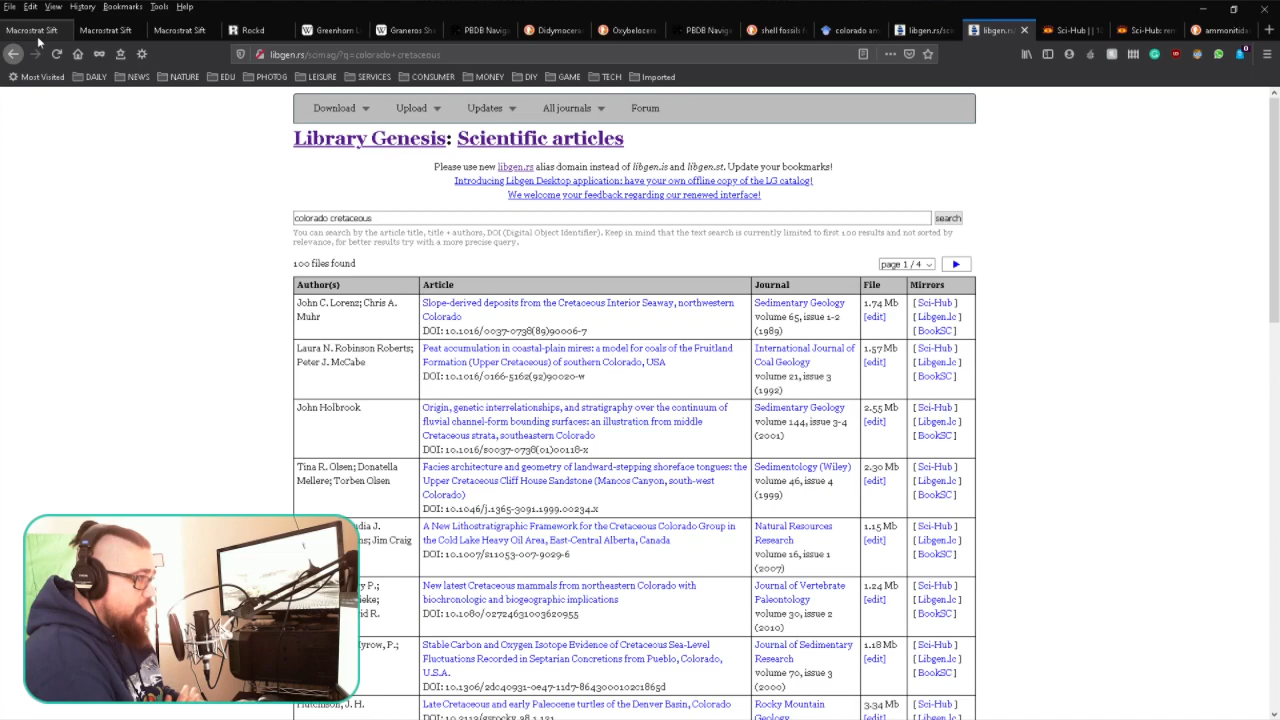 File Edit View History Bookmarks Tools Help
Macrostrat Sift Macrostrat Sift Macrostrat Sift Rockd Greenhorn L Graneros Sh PBDB Navig Didymocera Oxybelocero PBDB Navig shell fossils colorado am libgen.rs/sci libgen.rs/ Sci-Hub || 10 Sci-Hub: rem ammonitida
libgen.rs/scimag/?q=colorado+cretaceous
Most Visited DAILY NEWS NATURE EDU PHOTOG LEISURE SERVICES CONSUMER MONEY DIY GAME TECH Imported
Download Upload Updates All journals Forum
Library Genesis: Scientific articles
Please use new libgen.rs alias domain instead of libgen.is and libgen.st. Update your bookmarks!
Introducing Libgen Desktop application: have your own offline copy of the LG catalog!
We welcome your feedback regarding our renewed interface!
colorado cretaceous search
You can search by the article title, title + authors, DOI (Digital Object Identifier). Keep in mind that the text search is currently limited to first 100 results and not sorted by
relevance, for better results try with a more precise query.
100 files found page 1 / 4
Author(s) Article Journal File Mirrors
John C. Lorenz; Chris A. Slope-derived deposits from the Cretaceous Interior Seaway, northwestern Sedimentary Geology 1.74 Mb [ Sci-Hub ]
Muhr Colorado volume 65, issue 1-2 [edit] [ Libgen.lc ]
DOI: 10.1016/0037-0738(89)90006-7 (1989) [ BookSC ]
Laura N. Robinson Roberts; Peat accumulation in coastal-plain mires: a model for coals of the Fruitland International Journal of 1.57 Mb [ Sci-Hub ]
Peter J. McCabe Formation (Upper Cretaceous) of southern Colorado, USA Coal Geology [edit] [ Libgen.lc ]
DOI: 10.1016/0166-5162(92)90020-w volume 21, issue 3 [ BookSC ]
(1992)
John Holbrook Origin, genetic interrelationships, and stratigraphy over the continuum of Sedimentary Geology 2.55 Mb [ Sci-Hub ]
fluvial channel-form bounding surfaces: an illustration from middle volume 144, issue 3-4 [edit] [ Libgen.lc ]
Cretaceous strata, southeastern Colorado (2001) [ BookSC ]
DOI: 10.1016/s0037-0738(01)00118-x
Tina R. Olsen; Donatella Facies architecture and geometry of landward-stepping shoreface tongues: the Sedimentology (Wiley) 2.30 Mb [ Sci-Hub ]
Mellere; Torben Olsen Upper Cretaceous Cliff House Sandstone (Mancos Canyon, south-west volume 46, issue 4 [edit] [ Libgen.lc ]
Colorado) (1999) [ BookSC ]
DOI: 10.1046/j.1365-3091.1999.00234.x
udia J. A New Lithostratigraphic Framework for the Cretaceous Colorado Group in Natural Resources 1.15 Mb [ Sci-Hub ]
ns; Jim Craig the Cold Lake Heavy Oil Area, East-Central Alberta, Canada Research [edit] [ Libgen.lc ]
DOI: 10.1007/s11053-007-9029-6 volume 16, issue 1 [ BookSC ]
(2007)
y P.; New latest Cretaceous mammals from northeastern Colorado with Journal of Vertebrate 1.24 Mb [ Sci-Hub ]
ieke; biochronologic and biogeographic implications Paleontology [edit] [ Libgen.lc ]
id R. DOI: 10.1080/02724631003620955 volume 30, issue 2 [ BookSC ]
(2010)
yrow, P.; Stable Carbon and Oxygen Isotope Evidence of Cretaceous Sea-Level Journal of Sedimentary 1.18 Mb [ Sci-Hub ]
Fluctuations Recorded in Septarian Concretions from Pueblo, Colorado, Research [edit] [ Libgen.lc ]
U.S.A. volume 70, issue 3 [ BookSC ]
DOI: 10.1306/2dc40931-0e47-11d7-8643000102c1865d (2000)
Hutchison, J. H. Late Cretaceous and early Paleocene turtles of the Denver Basin, Colorado Rocky Mountain 3.34 Mb [ Sci-Hub ]
Geology [edit] [ Libgen.lc ]